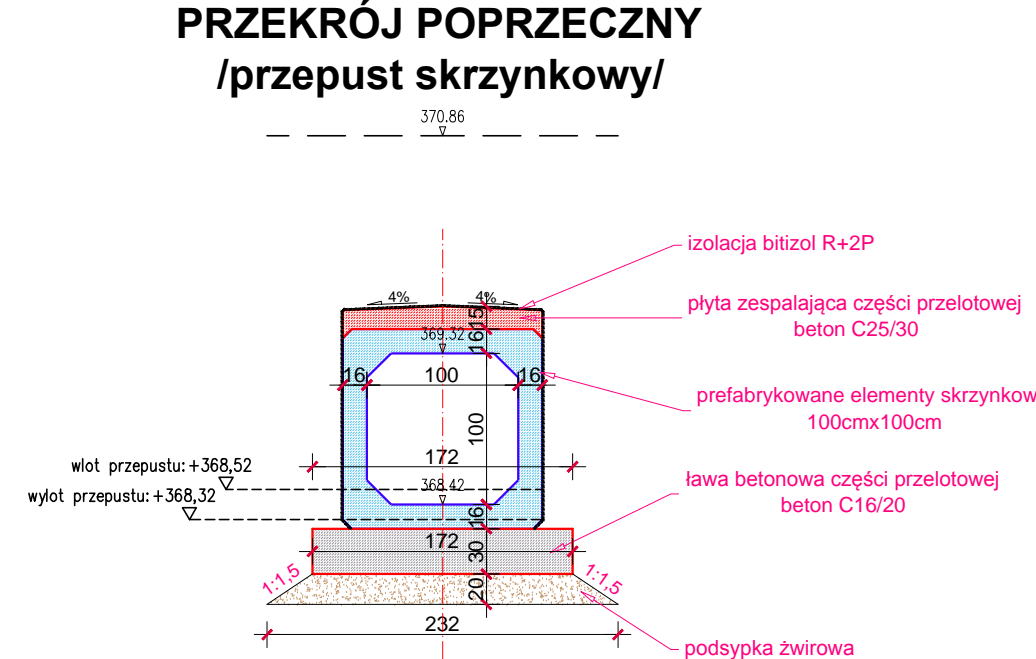 PRZEKRÓJ POPRZECZNY
/przepust skrzynkowy/
370.86
izolacja bitizol R+2P
4%
4%
płyta zespalająca części przelotowej
beton C25/30
15
369.32
16
16
100
16
prefabrykowane elementy skrzynkow
100cmx100cm
100
172
wlot przepustu: +368,52
368.42
ława betonowa części przelotowej
beton C16/20
wylot przepustu: +368,32
16
172
30
1:1,5
1:1,5
20
232
podsypka żwirowa